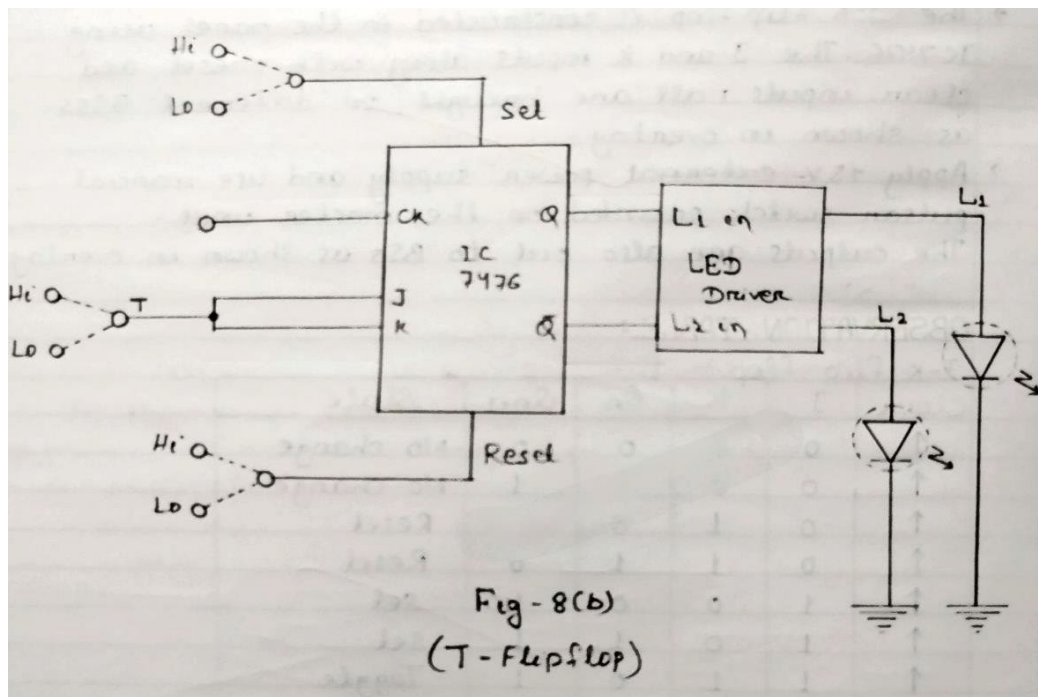 Hi
Lo
Set
CK
Q
IC
7476
J
K
Q̅
L1 in
LED
Driver
L2 in
L1
L2
Hi
T
Lo
Hi
Reset
Lo
Fig - 8(b)
(T - Flipflop)